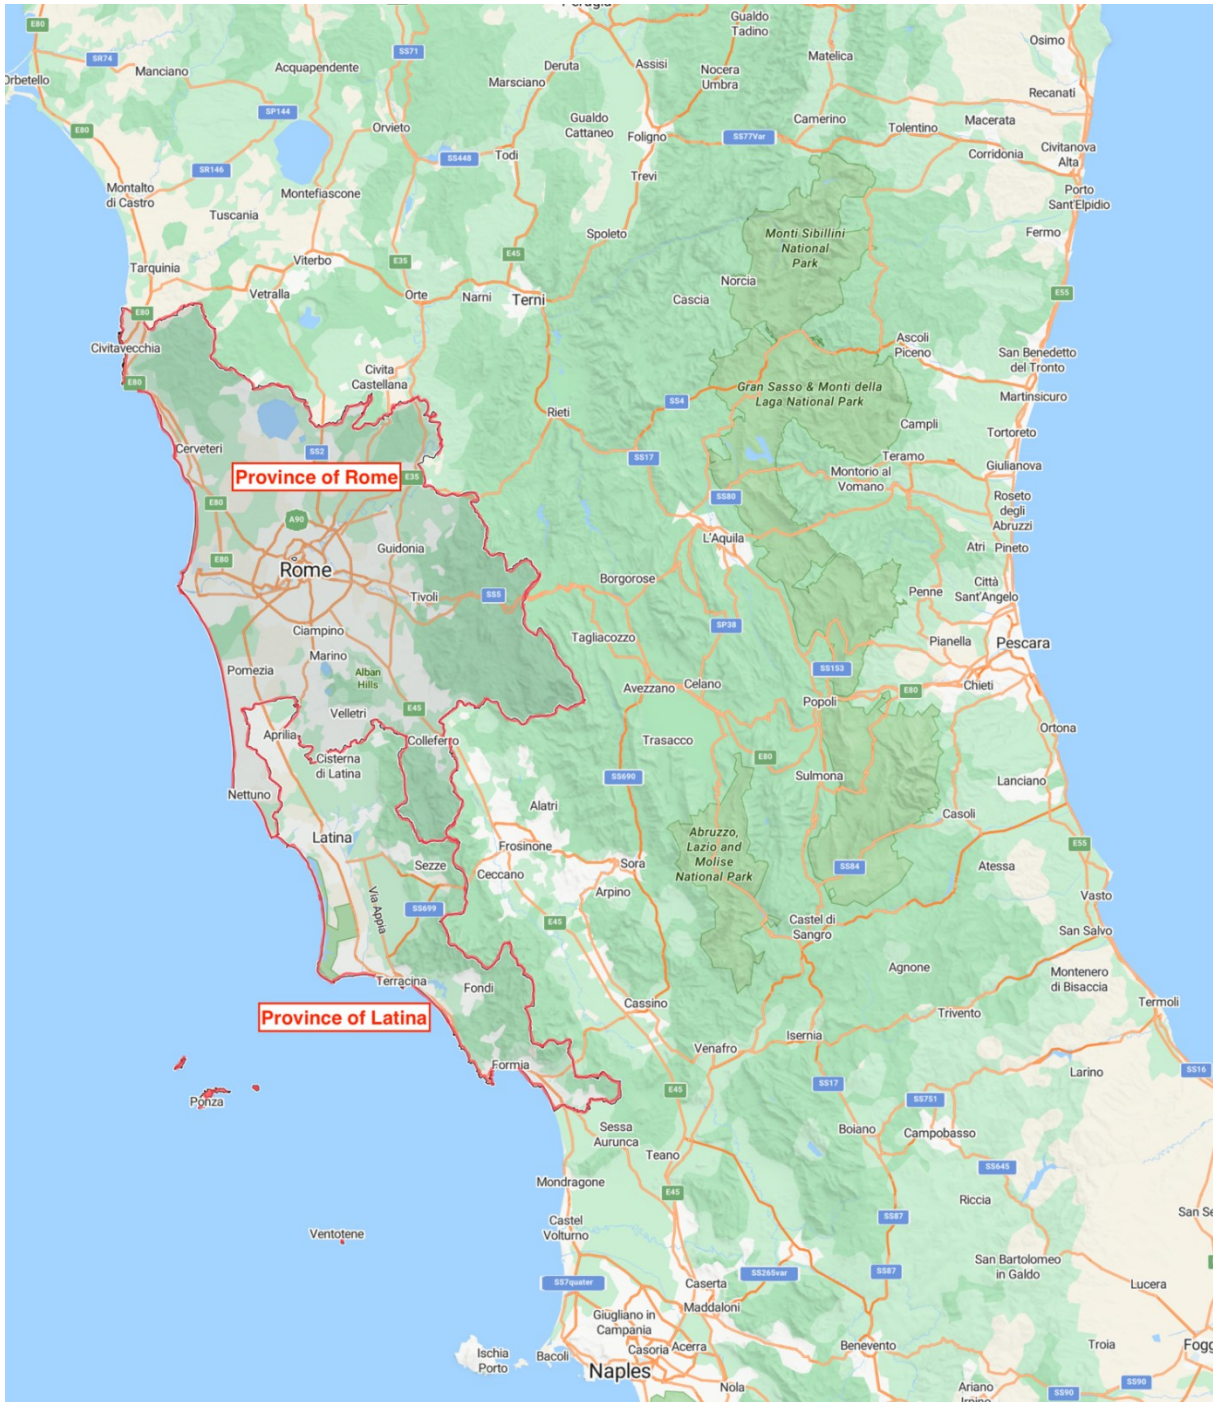 Perugia
Gualdo
Tadino
Osimo
E80
SS71
SR74
Manciano
Acquapendente
Deruta
Assisi
Matelica
Orbetello
Marsciano
Nocera
Umbra
Recanati
SP144
Gualdo
Cattaneo
Camerino
Macerata
E80
Orvieto
Foligno
SS77Var
Tolentino
Civitanova
Alta
SS448
Todi
Corridonia
SR146
Trevi
Montalto
di Castro
Montefiascone
Porto
Sant'Elpidio
Tuscania
Spoleto
Monti Sibillini
National
Park
Fermo
Viterbo
E35
E45
Tarquinia
Norcia
Vetralla
Orte
Narni
Terni
Cascia
E55
E80
Ascoli
Piceno
Civitavecchia
San Benedetto
del Tronto
Civita
Castellana
E80
Gran Sasso & Monti della
Laga National Park
Martinsicuro
SS4
Rieti
Campli
Tortoreto
Cerveteri
SS2
SS17
Teramo
Giulianova
Province of Rome
E35
Montorio al
Vomano
E80
SS80
Roseto
degli
Abruzzi
A90
L'Aquila
Guidonia
Atri
Pineto
E80
Rome
Borgorose
Città
Sant'Angelo
Tivoli
SS5
Penne
Ciampino
Tagliacozzo
SP38
Pianella
Pescara
Marino
Pomezia
Alban
Hills
SS153
Avezzano
Celano
Chieti
E80
Velletri
E45
Popoli
Aprilia
Colleferro
Trasacco
Ortona
Cisterna
di Latina
E80
SS690
Sulmona
Lanciano
Nettuno
Alatri
Casoli
Latina
Frosinone
Abruzzo,
Lazio and
Molise
National Park
E55
Sezze
Ceccano
Sora
SS84
Atessa
Via Appia
Arpino
Vasto
SS699
E45
Castel di
Sangro
San Salvo
Agnone
Montenero
di Bisaccia
Terracina
Fondi
Cassino
Termoli
Province of Latina
Trivento
Isernia
Venafro
Formia
Larino
SS16
E45
SS17
Ponza
SS751
Sessa
Aurunca
Boiano
Campobasso
Teano
SS645
Mondragone
E45
Riccia
Castel
Volturno
SS87
San Se
Ventotene
San Bartolomeo
in Galdo
SS7quater
SS265var
SS87
Caserta
Lucera
Maddaloni
Giugliano in
Campania
Casoria
Acerra
Benevento
Troia
Fogg
Ischia
Porto
Bacoli
Naples
Nola
Ariano
Irpino
SS90
SS90